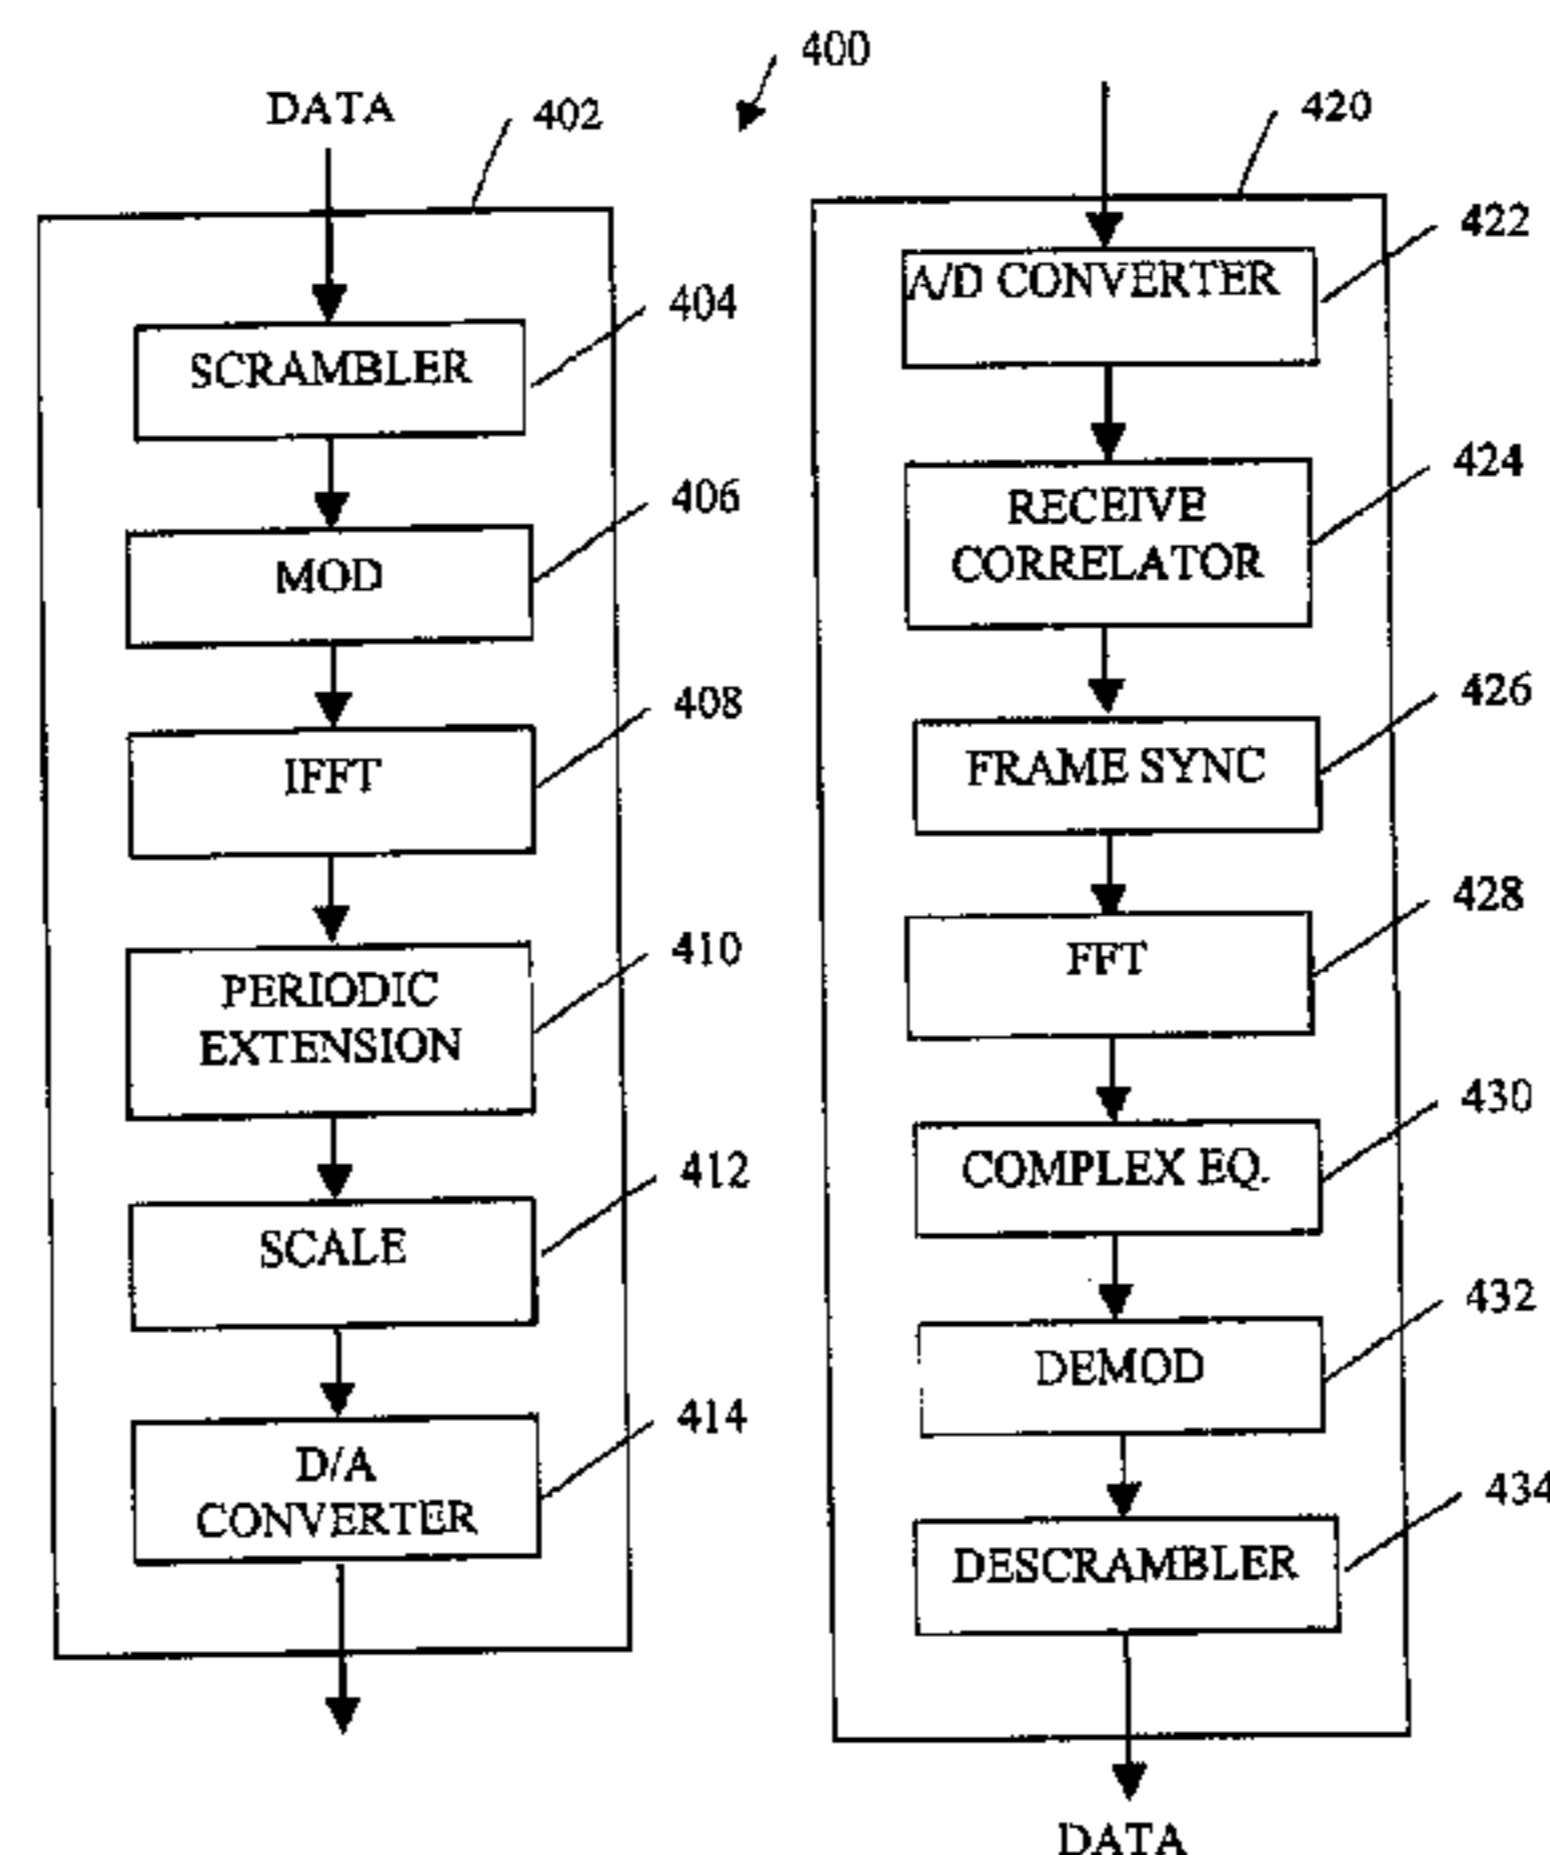 400
DATA
402
SCRAMBLER
404
MOD
406
IFFT
408
PERIODIC
EXTENSION
410
SCALE
412
D/A
CONVERTER
414
420
A/D CONVERTER
422
RECEIVE
CORRELATOR
424
FRAME SYNC
426
FFT
428
COMPLEX EQ.
430
DEMOD
432
DESCRAMBLER
434
DATA